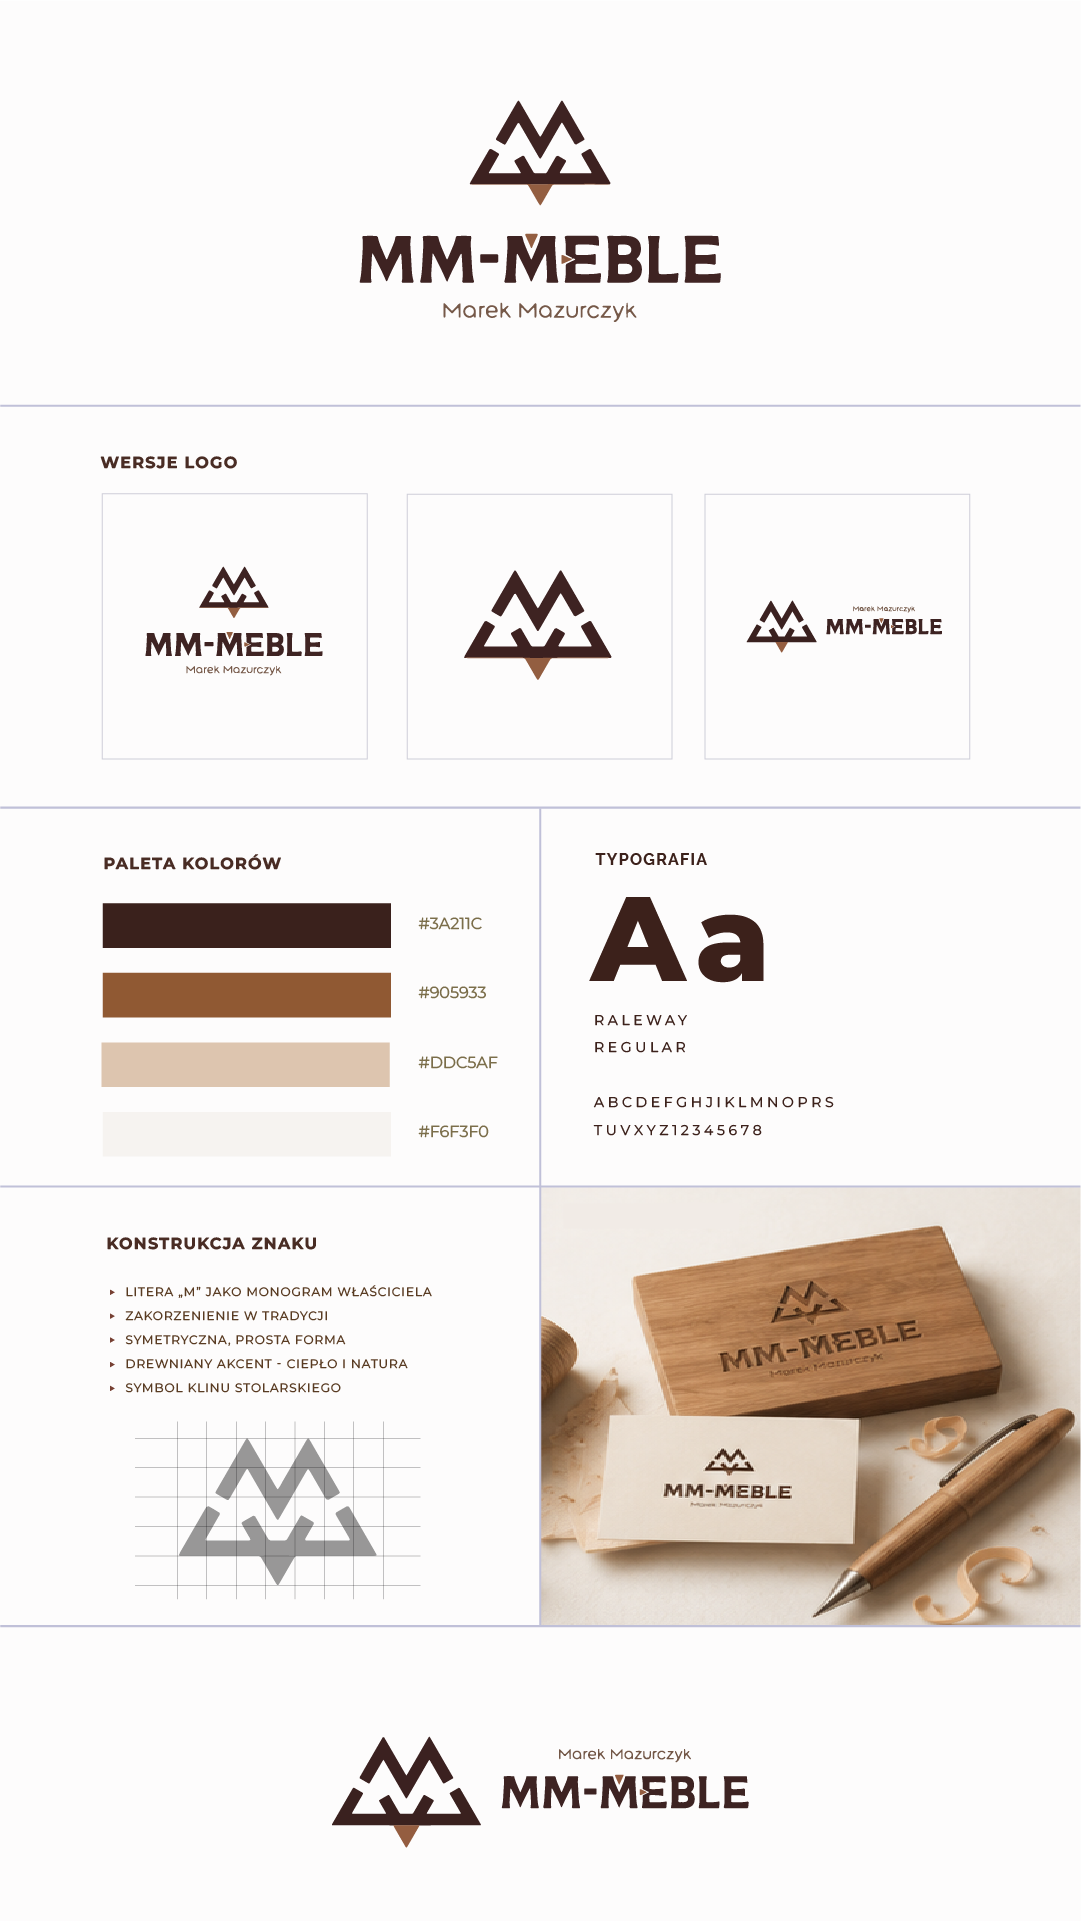 MM-MEBLE
Marek Mazurczyk
WERSJE LOGO
MM-MEBLE
Marek Mazurczyk
Marek Mazurczyk
MM-MEBLE
PALETA KOLORÓW
#3A211C
#905933
#DDC5AF
#F6F3F0
TYPOGRAFIA
Aa
RALEWAY
REGULAR
ABCDEFGHJIKLMNOPRS
TUVXYZ12345678
KONSTRUKCJA ZNAKU
LITERA „M” JAKO MONOGRAM WŁAŚCICIELA
ZAKORZENIENIE W TRADYCJI
SYMETRYCZNA, PROSTA FORMA
DREWNIANY AKCENT - CIEPŁO I NATURA
SYMBOL KLINU STOLARSKIEGO
MM-MEBLE
Marek Mazurczyk
MM-MEBLE
Marek Mazurczyk
Marek Mazurczyk
MM-MEBLE